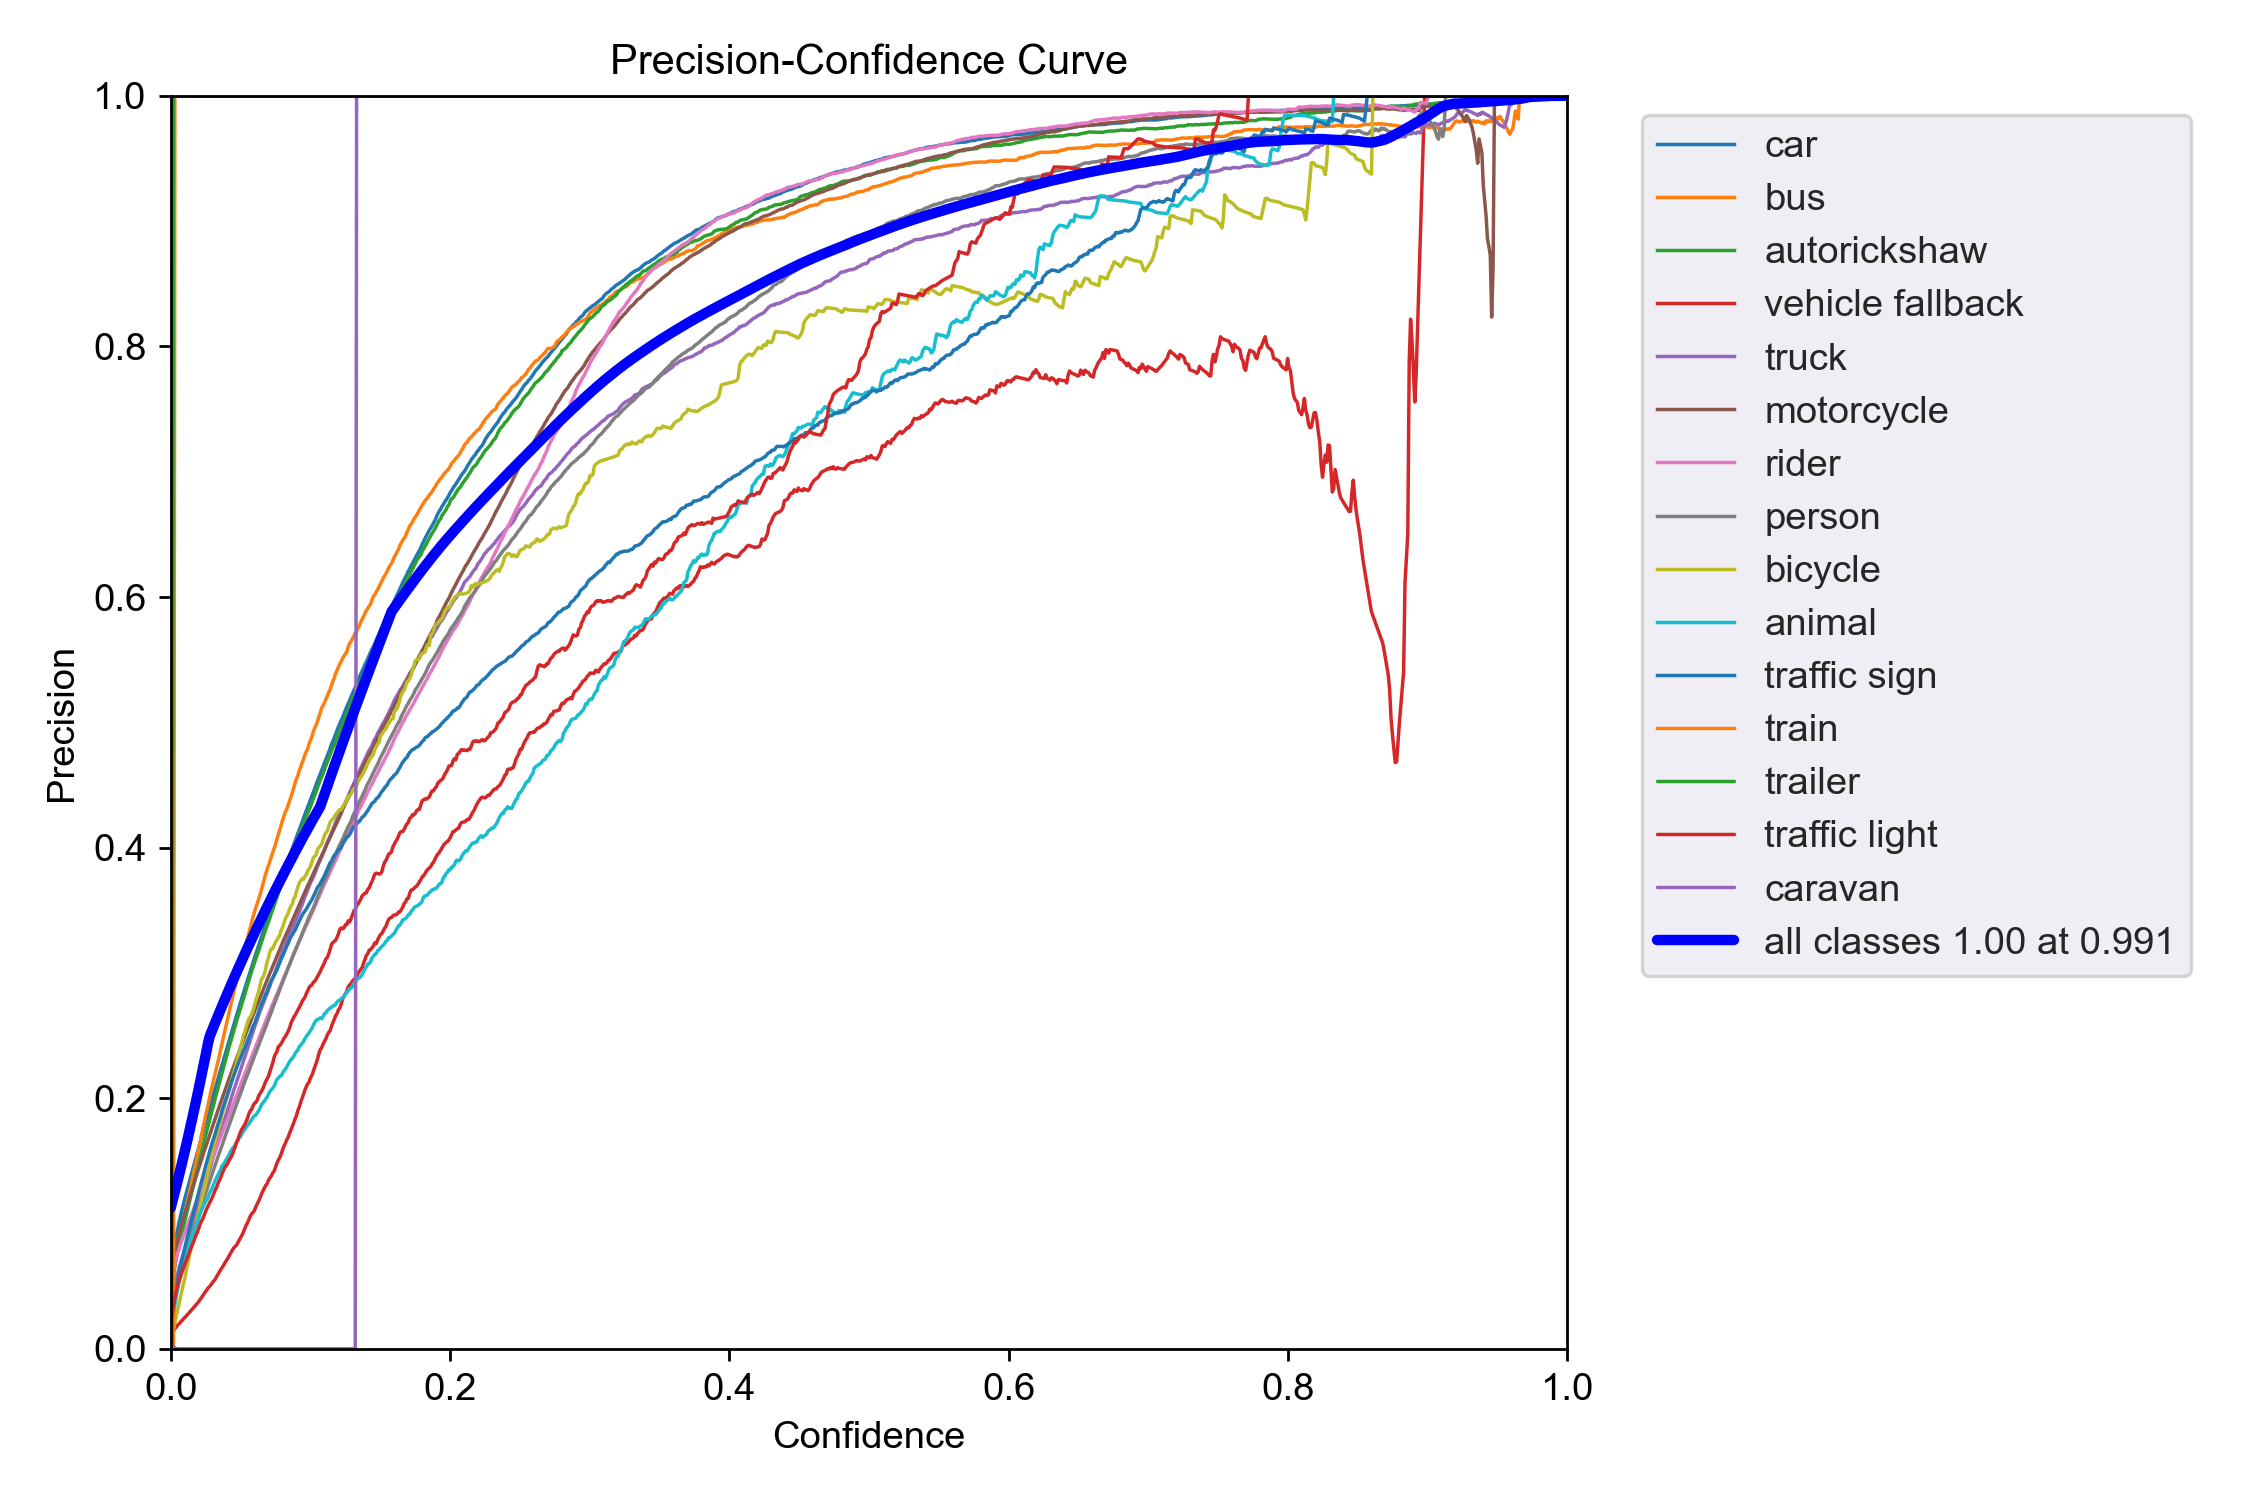 Precision-Confidence Curve
1.0
0.8
0.6
0.4
0.2
0.0
Precision
0.0 0.2 0.4 0.6 0.8 1.0
Confidence
car
bus
autorickshaw
vehicle fallback
truck
motorcycle
rider
person
bicycle
animal
traffic sign
train
trailer
traffic light
caravan
all classes 1.00 at 0.991